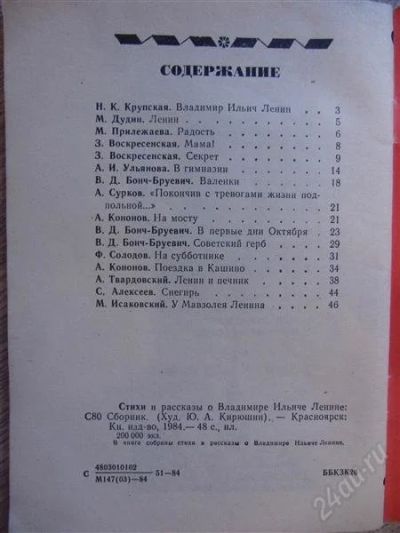 СОДЕРЖАНИЕ
Н. К. Крупская. Владимир Ильич Ленин . . . 3
М. Дудин. Ленин . . . . . . . . 5
М. Прилежаева. Радость . . . . . . . 6
З. Воскресенская. Мама! . . . . . . . 8
З. Воскресенская. Секрет . . . . . . 9
А. И. Ульянова. В гимназии . . . . . 14
В. Д. Бонч-Бруевич. Валенки . . . . . 18
А. Сурков. «Покончив с тревогами жизни под-
польной...» . . . . . . . . . 21
А. Кононов. На мосту . . . . . . . 21
В. Д. Бонч-Бруевич. В первые дни Октября . 23
В. Д. Бонч-Бруевич. Советский герб . . . 29
Ф. Солодов. На субботнике . . . . . . 31
А. Кононов. Поездка в Кашино . . . . . 34
А. Твардовский. Ленин и печник . . . . 38
С. Алексеев. Снегирь . . . . . . . 44
М. Исаковский. У Мавзолея Ленина . . . . 46
Стихи и рассказы о Владимире Ильиче Ленине:
С80 Сборник. (Худ. Ю. А. Кирюшин). — Красноярск:
Кн. изд-во, 1984.— 48 с., ил.
200 000 экз.
В книге собраны стихи и рассказы о Владимире Ильиче Ленине.
С 4803010102 51—84
М147(03)—84
ББК3К26
24au.ru